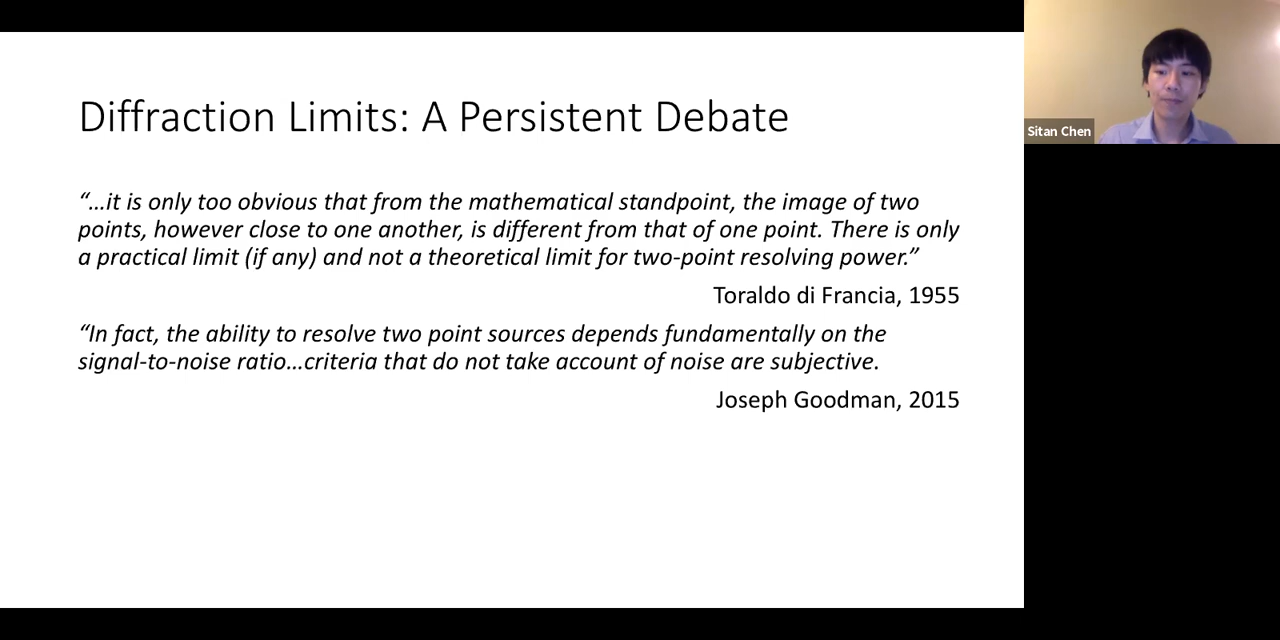 Diffraction Limits: A Persistent Debate
“…it is only too obvious that from the mathematical standpoint, the image of two
points, however close to one another, is different from that of one point. There is only
a practical limit (if any) and not a theoretical limit for two-point resolving power.”
Toraldo di Francia, 1955
“In fact, the ability to resolve two point sources depends fundamentally on the
signal-to-noise ratio…criteria that do not take account of noise are subjective.
Joseph Goodman, 2015
Sitan Chen